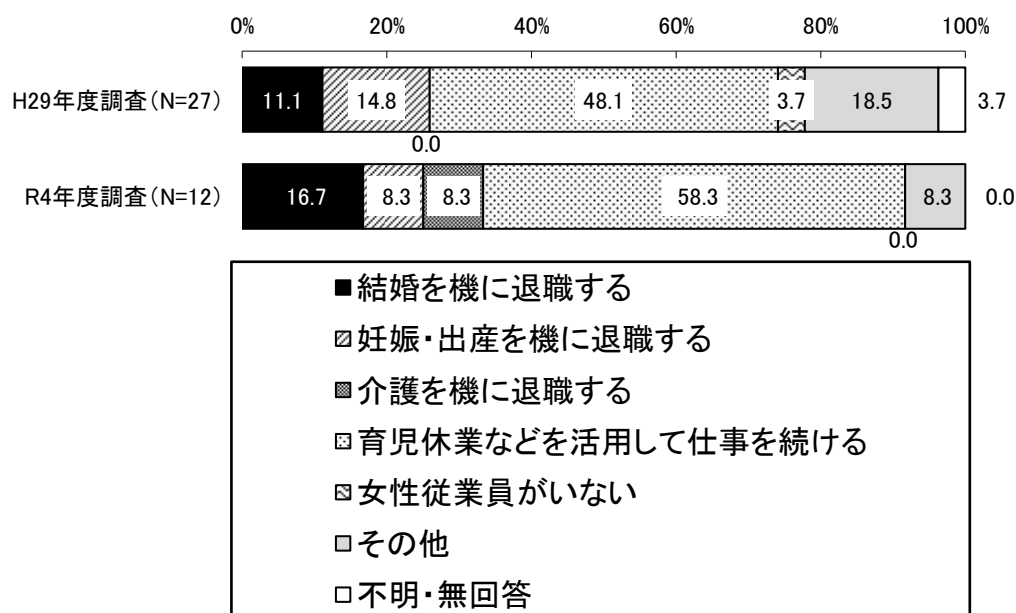 0% 20% 40% 60% 80% 100%
H29年度調査(N=27) 11.1 14.8 48.1 3.7 18.5 3.7
0.0
R4年度調査(N=12) 16.7 8.3 8.3 58.3 8.3 0.0
0.0
結婚を機に退職する
妊娠・出産を機に退職する
介護を機に退職する
育児休業などを活用して仕事を続ける
女性従業員がいない
その他
不明・無回答